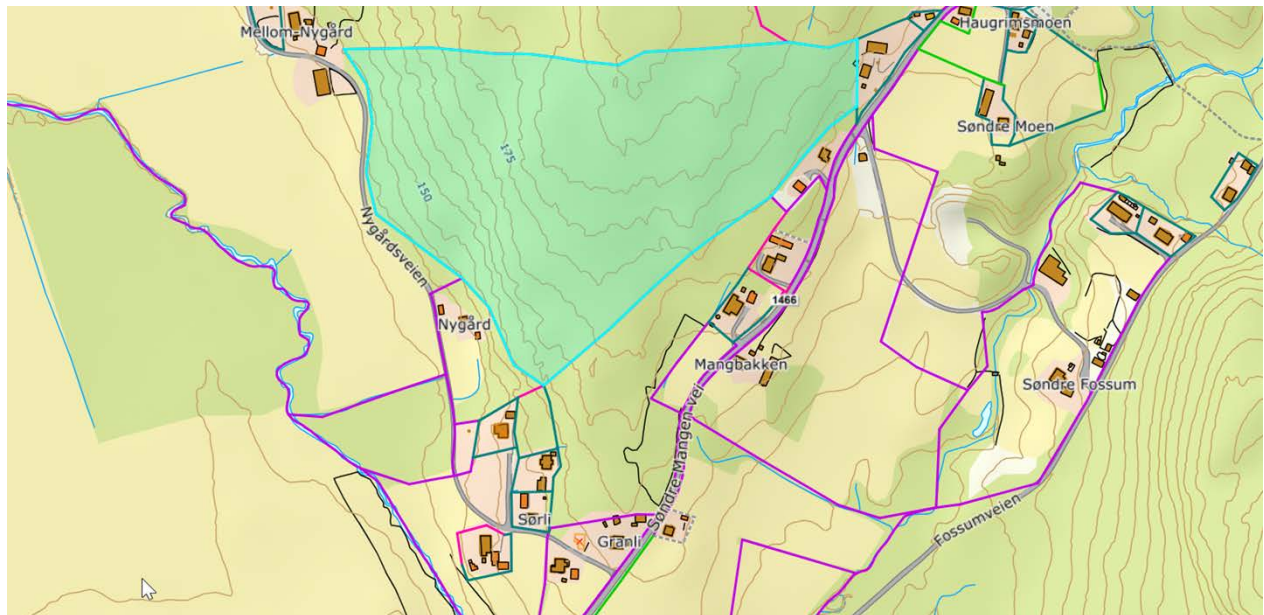 Mellom-Nygård
Haugrimsmoen
Søndre Moen
175
150
Nygårdsveien
Nygård
1466
Mangbakken
Søndre Fossum
Søndre Mangen vei
Sørli
Granli
Fossumveien